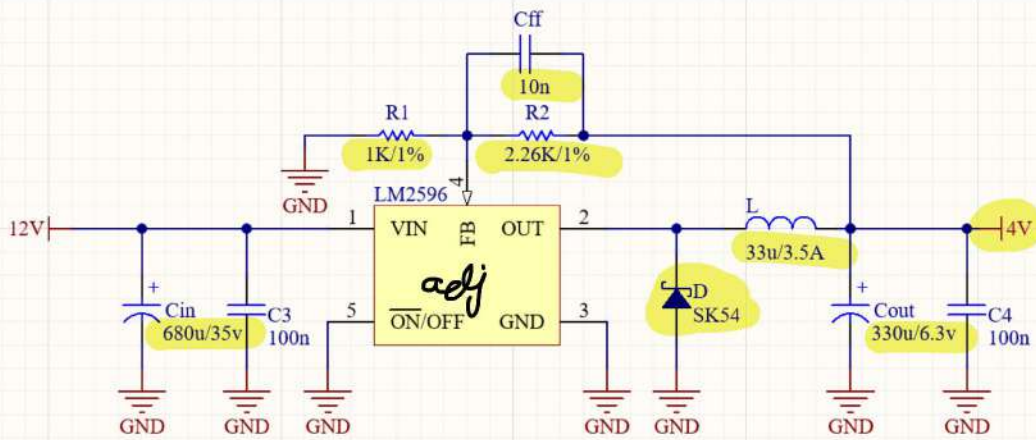 Cff
10n
R1
R2
1K/1%
2.26K/1%
GND
4
LM2596
12V
1
VIN
FB
OUT
2
L
4V
33u/3.5A
adj
+
Cin
680u/35v
C3
100n
5
ON/OFF
GND
3
D
SK54
+
Cout
330u/6.3v
C4
100n
GND
GND
GND
GND
GND
GND
GND